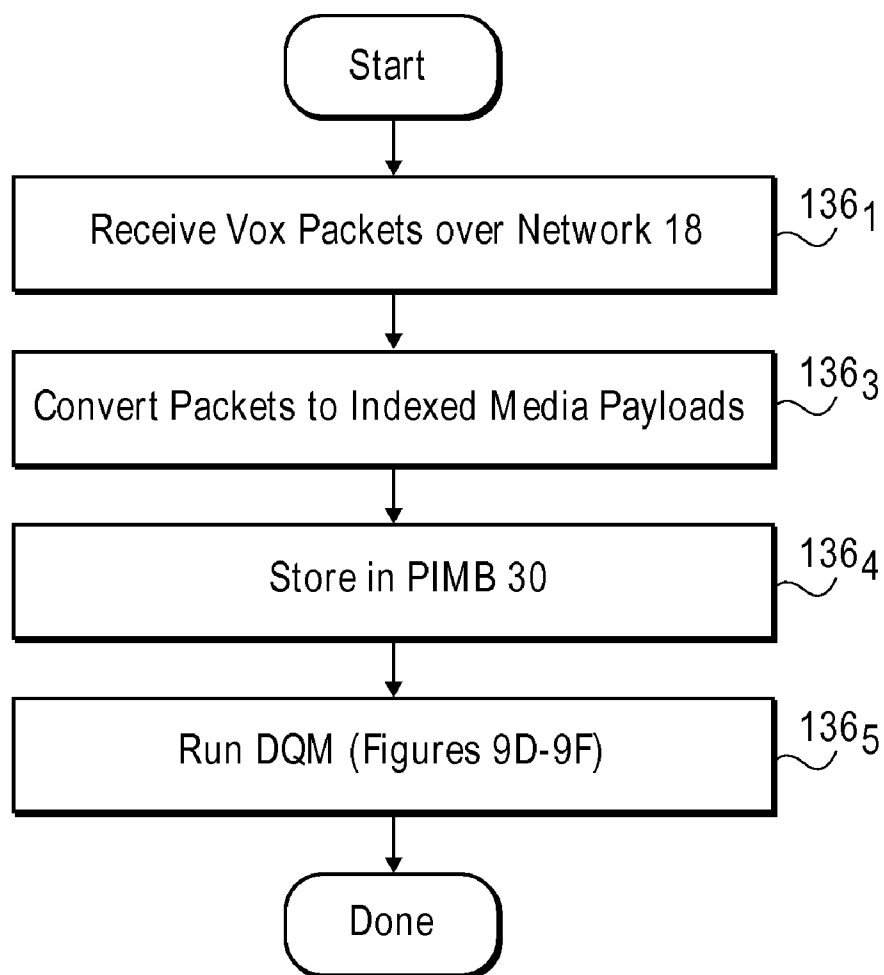 Start
Receive Vox Packets over Network 18
136₁
Convert Packets to Indexed Media Payloads
136₃
Store in PIMB 30
136₄
Run DQM (Figures 9D-9F)
136₅
Done